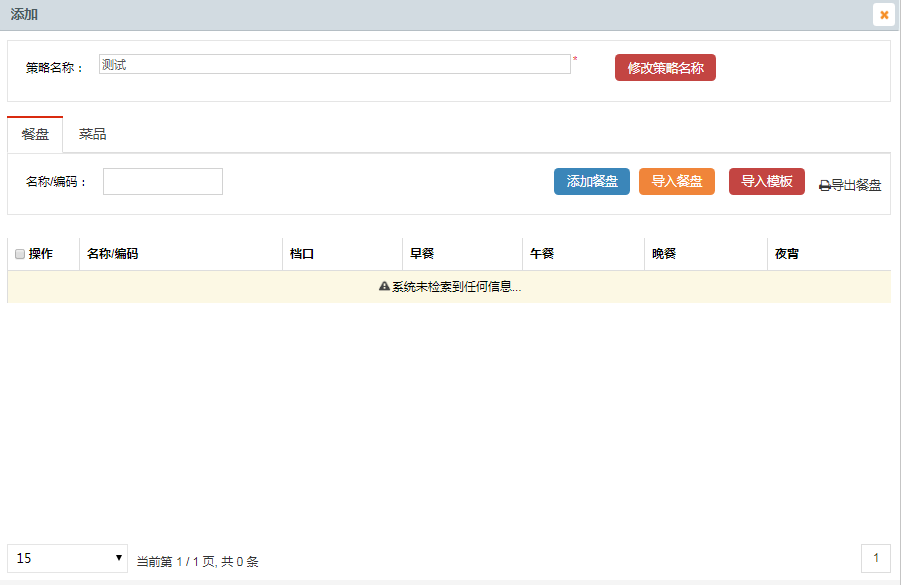 添加
策略名称： 测试 * 修改策略名称
餐盘 菜品
名称/编码： 添加餐盘 导入餐盘 导入模板 导出餐盘
操作 名称/编码 档口 早餐 午餐 晚餐 夜宵
系统未检索到任何信息...
15 当前第 1 / 1 页, 共 0 条 1